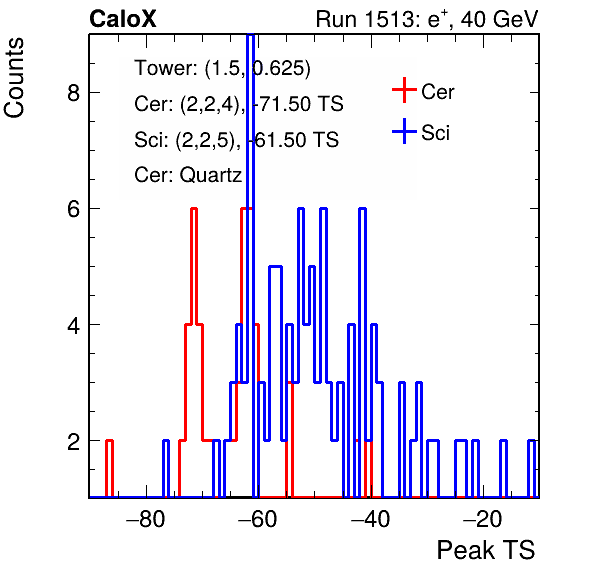 CaloX Run 1513: e⁺, 40 GeV
Counts
Tower: (1.5, 0.625)
Cer: (2,2,4), -71.50 TS
Sci: (2,2,5), -61.50 TS
Cer: Quartz
Cer
Sci
8
6
4
2
−80 −60 −40 −20
Peak TS